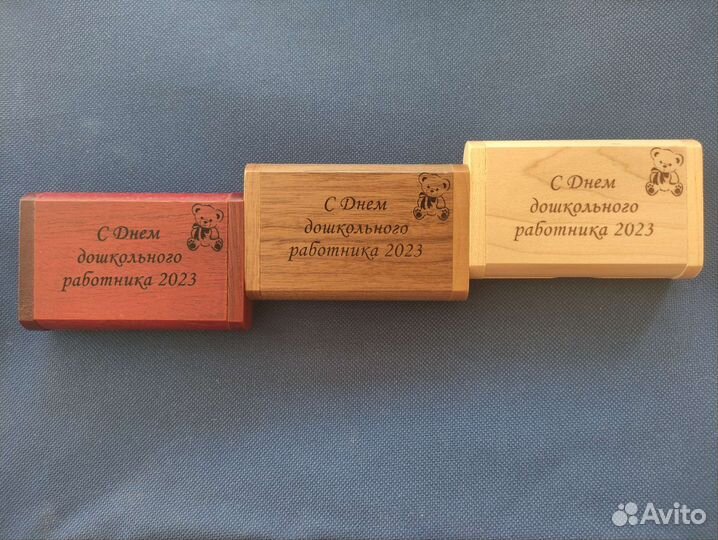 С Днем
дошкольного
работника 2023
С Днем
дошкольного
работника 2023
С Днем
дошкольного
работника 2023
Avito